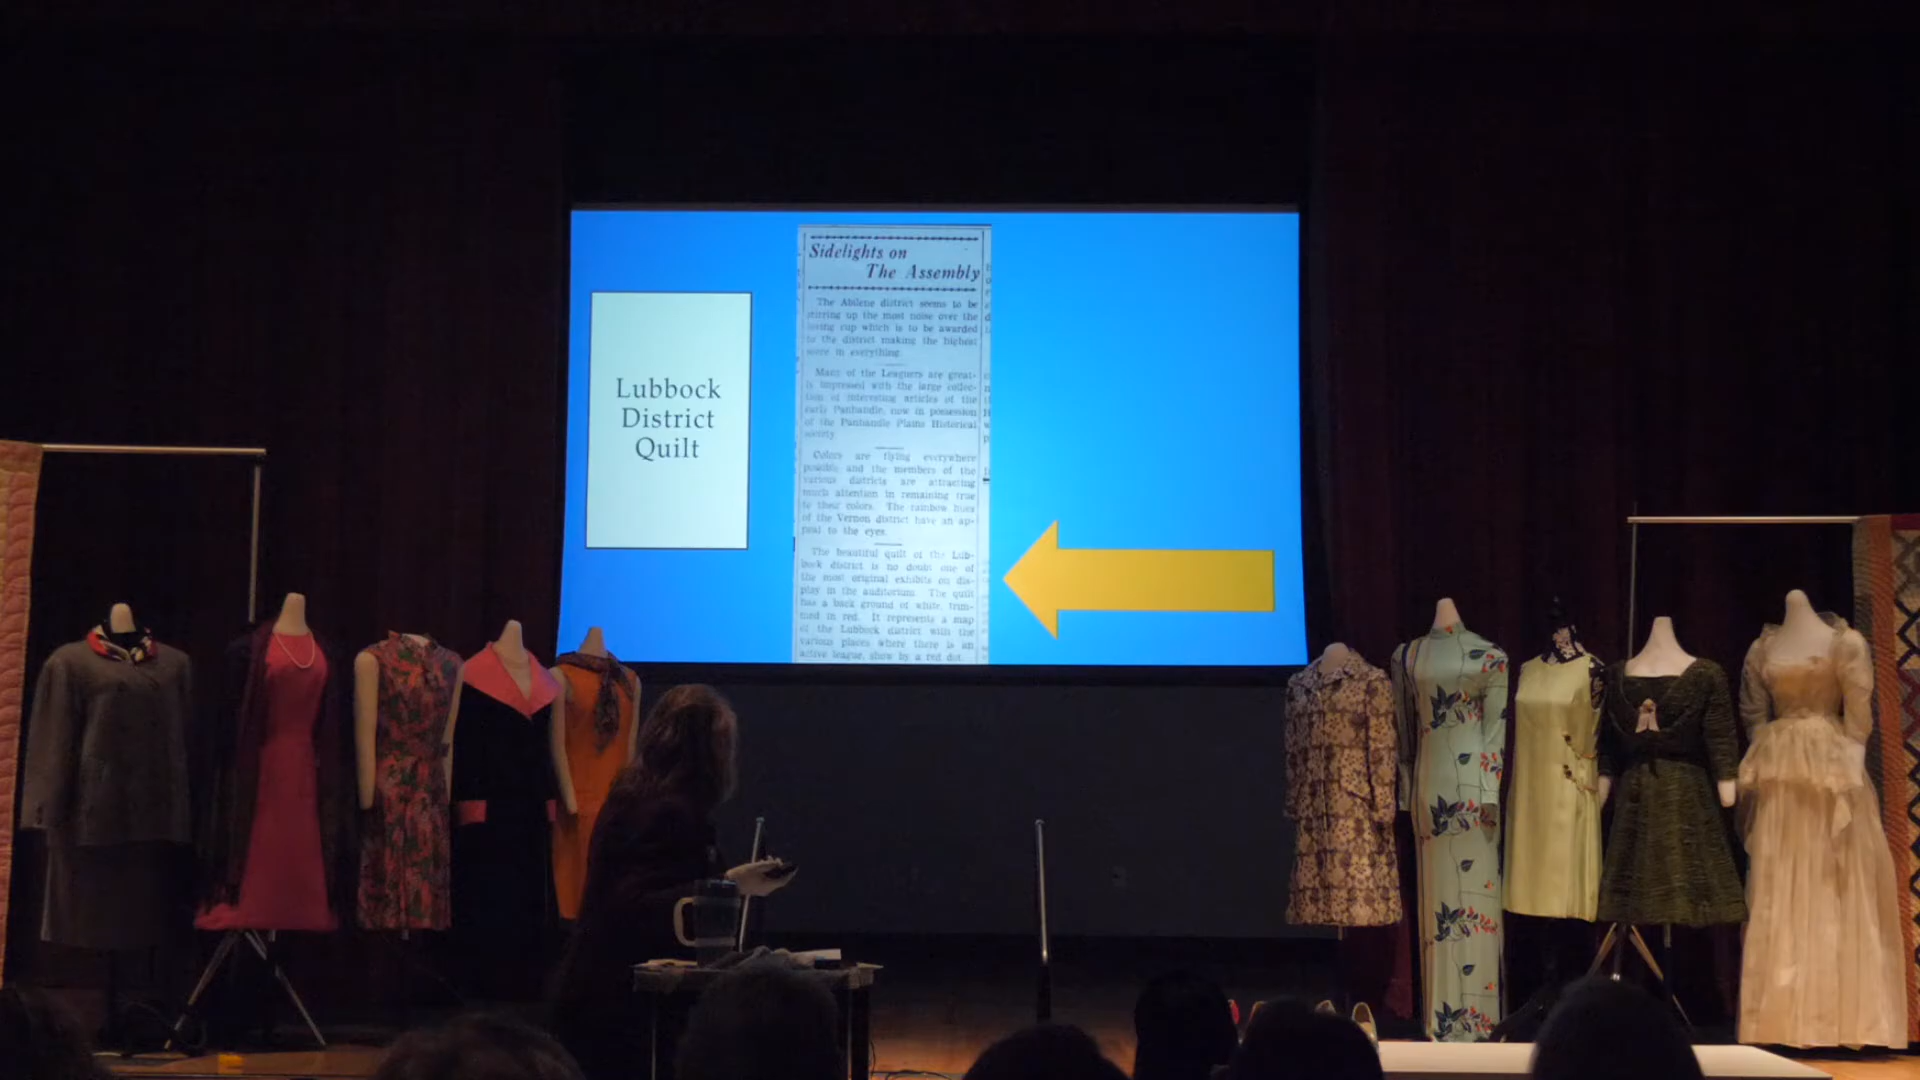 Lubbock
District
Quilt
Sidelights on
The Assembly
The Abilene district seems to be
stirring up the most noise over the
loving cup which is to be awarded
to the district making the highest
score in everything.
Many of the Leaguers are great-
ly impressed with the large collec-
tion of interesting articles of the
early Panhandle, now in possession
of the Panhandle Plains Historical
society.
Colors are flying everywhere
possible and the members of the
various districts are attracting
much attention in remaining true
to their colors. The rainbow hues
of the Vernon district have an ap-
peal to the eyes.
The beautiful quilt of the Lub-
bock district is no doubt one of
the most original exhibits on dis-
play in the auditorium. The quilt
has a back ground of white, trim-
med in red. It represents a map
of the Lubbock district with the
various places where there is an
active league, show by a red dot.